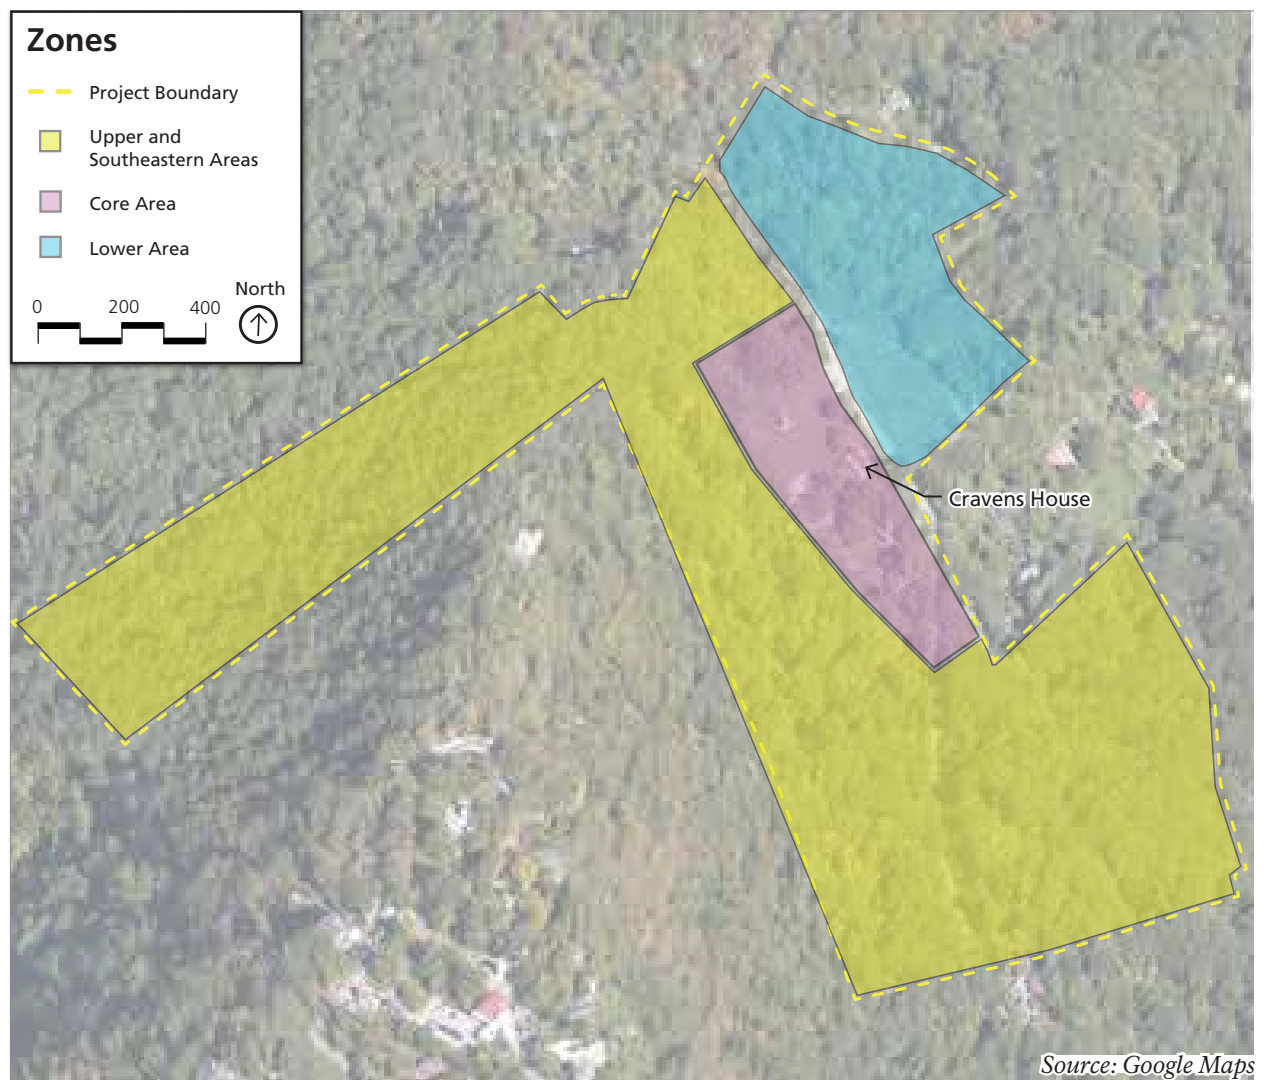 Zones
Project Boundary
Upper and
Southeastern Areas
Core Area
Lower Area
North
0 200 400
Cravens House
Source: Google Maps